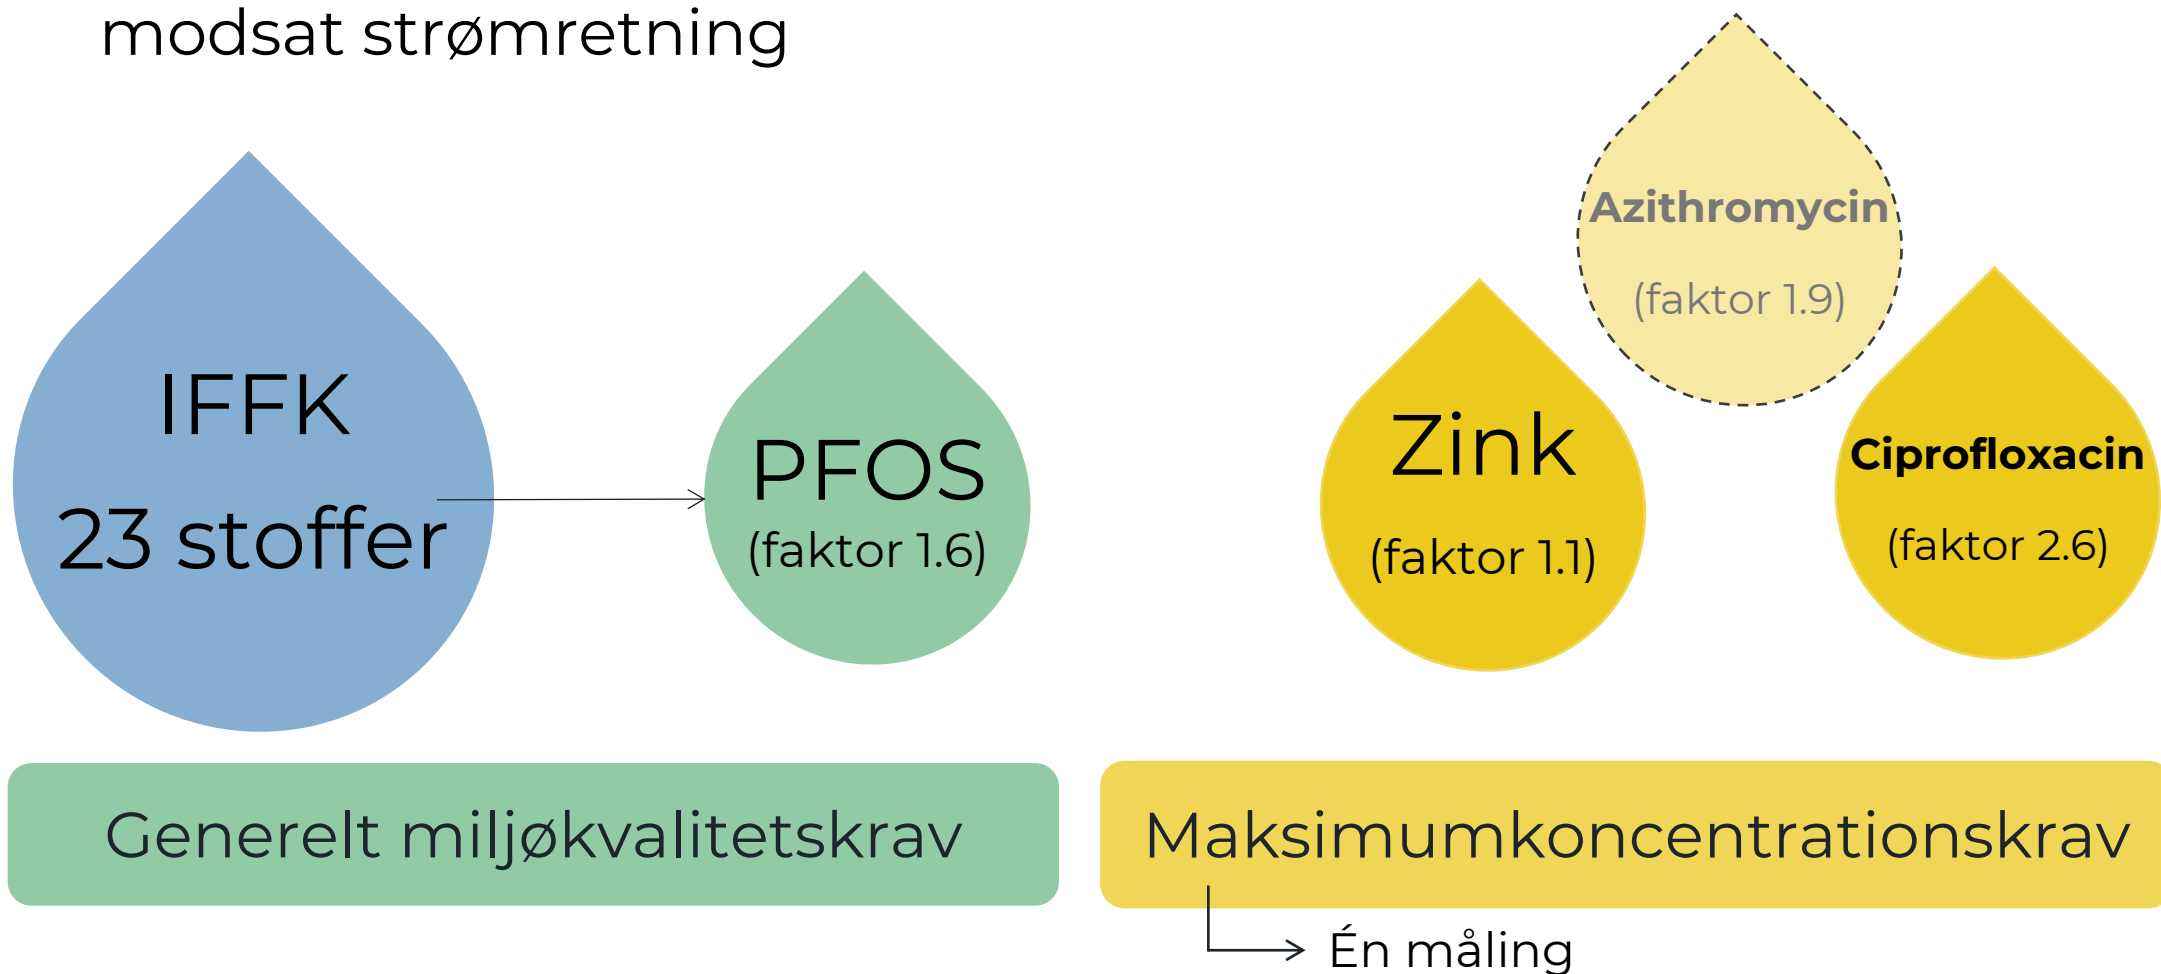 modsat strømretning
IFFK
23 stoffer
PFOS
(faktor 1.6)
Azithromycin
(faktor 1.9)
Zink
(faktor 1.1)
Ciprofloxacin
(faktor 2.6)
Generelt miljøkvalitetskrav
Maksimumkoncentrationskrav
Én måling